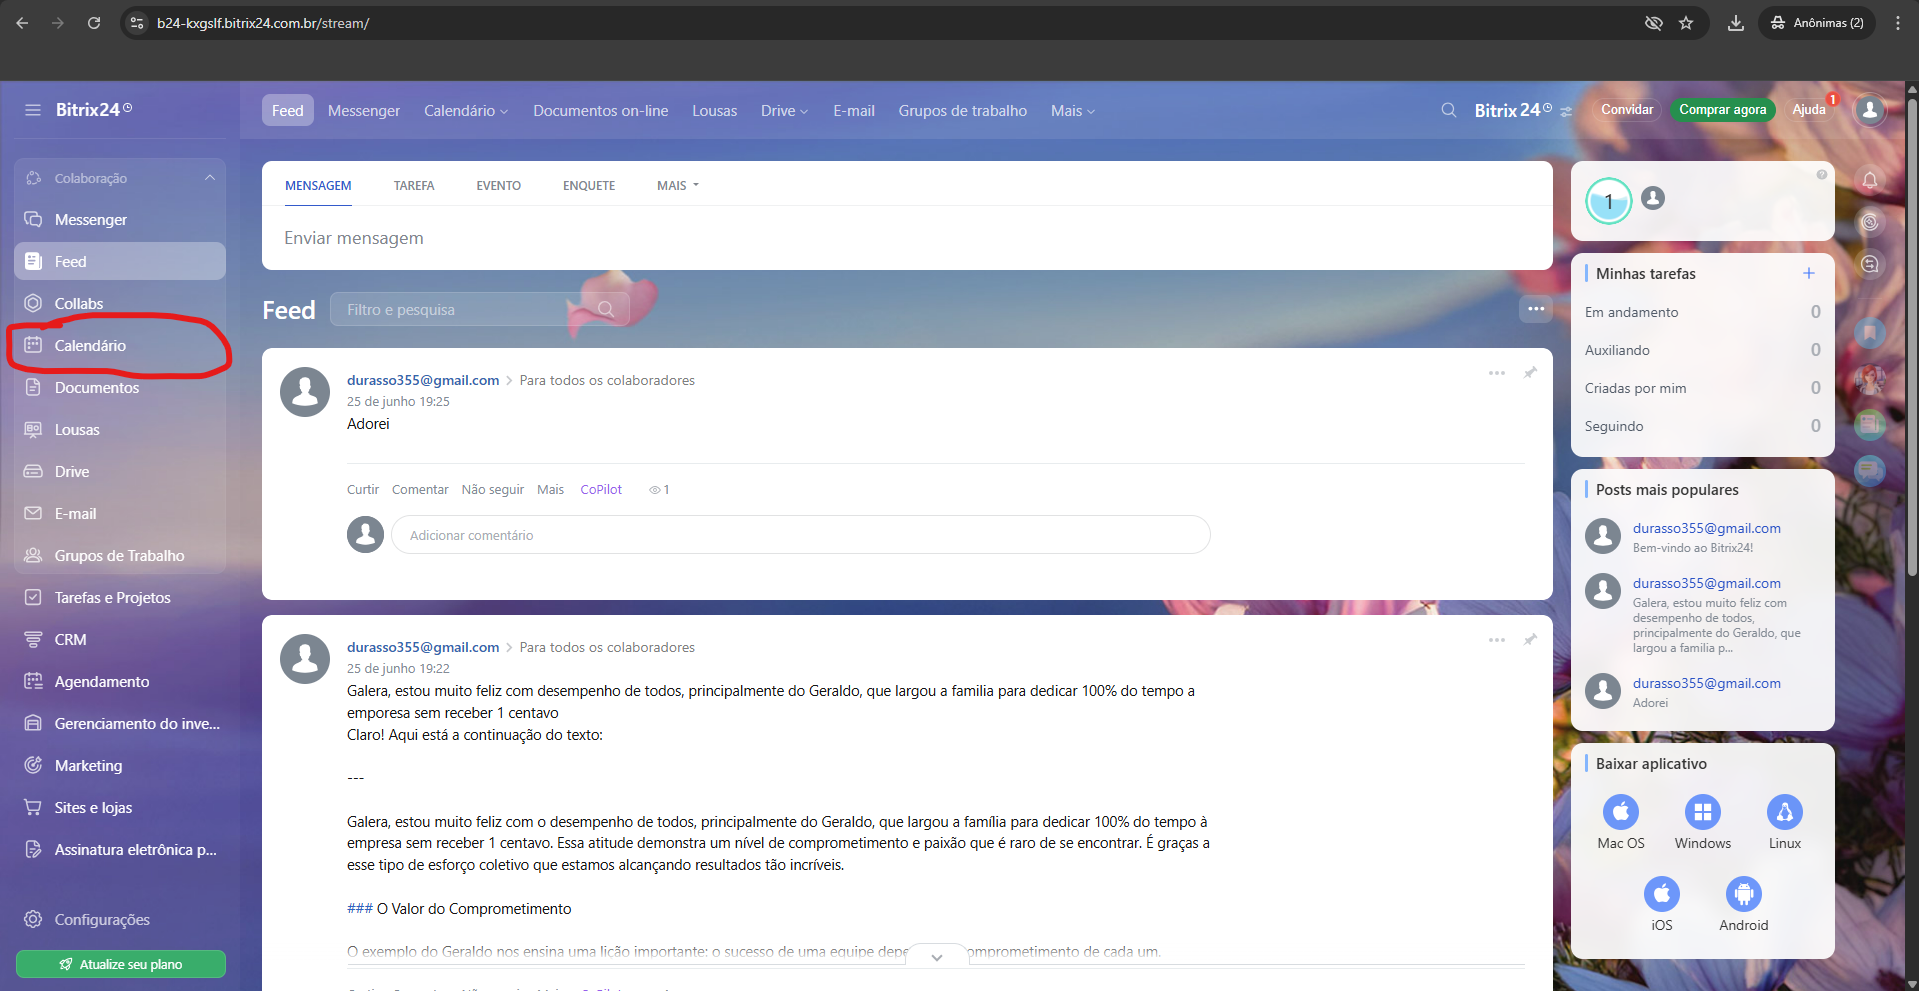 b24-kxgslf.bitrix24.com.br/stream/
Anônimas (2)
Bitrix24
Feed
Messenger
Calendário
Documentos on-line
Lousas
Drive
E-mail
Grupos de trabalho
Mais
Bitrix 24
Convidar
Comprar agora
Ajuda
1
Colaboração
Messenger
Feed
Collabs
Calendário
Documentos
Lousas
Drive
E-mail
Grupos de Trabalho
Tarefas e Projetos
CRM
Agendamento
Gerenciamento do inve...
Marketing
Sites e lojas
Assinatura eletrônica p...
Configurações
Atualize seu plano
MENSAGEM
TAREFA
EVENTO
ENQUETE
MAIS
Enviar mensagem
Feed
Filtro e pesquisa
durasso355@gmail.com
Para todos os colaboradores
25 de junho 19:25
Adorei
Curtir
Comentar
Não seguir
Mais
CoPilot
1
Adicionar comentário
durasso355@gmail.com
Para todos os colaboradores
25 de junho 19:22
Galera, estou muito feliz com desempenho de todos, principalmente do Geraldo, que largou a familia para dedicar 100% do tempo a
emporesa sem receber 1 centavo
Claro! Aqui está a continuação do texto:
---
Galera, estou muito feliz com o desempenho de todos, principalmente do Geraldo, que largou a família para dedicar 100% do tempo à
empresa sem receber 1 centavo. Essa atitude demonstra um nível de comprometimento e paixão que é raro de se encontrar. É graças a
esse tipo de esforço coletivo que estamos alcançando resultados tão incríveis.
### O Valor do Comprometimento
O exemplo do Geraldo nos ensina uma lição importante: o sucesso de uma equipe depe
omprometimento de cada um.
1
Minhas tarefas
Em andamento
0
Auxiliando
0
Criadas por mim
0
Seguindo
0
Posts mais populares
durasso355@gmail.com
Bem-vindo ao Bitrix24!
durasso355@gmail.com
Galera, estou muito feliz com
desempenho de todos,
principalmente do Geraldo, que
largou a familia p...
durasso355@gmail.com
Adorei
Baixar aplicativo
Mac OS
Windows
Linux
iOS
Android